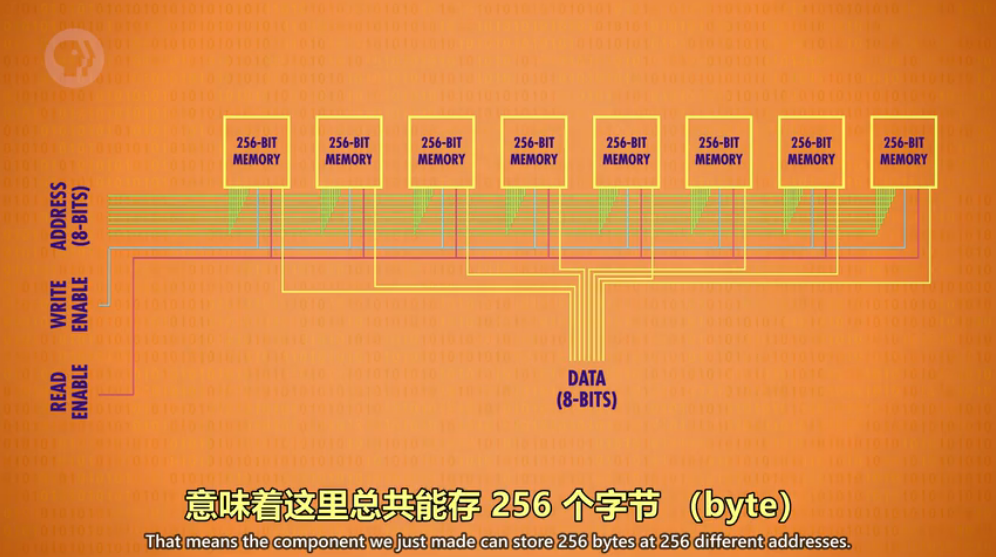 256-BIT
MEMORY
256-BIT
MEMORY
256-BIT
MEMORY
256-BIT
MEMORY
256-BIT
MEMORY
256-BIT
MEMORY
256-BIT
MEMORY
256-BIT
MEMORY
ADDRESS
(8-BITS)
WRITE
ENABLE
READ
ENABLE
DATA
(8-BITS)
意味着这里总共能存 256 个字节 （byte）
That means the component we just made can store 256 bytes at 256 different addresses.